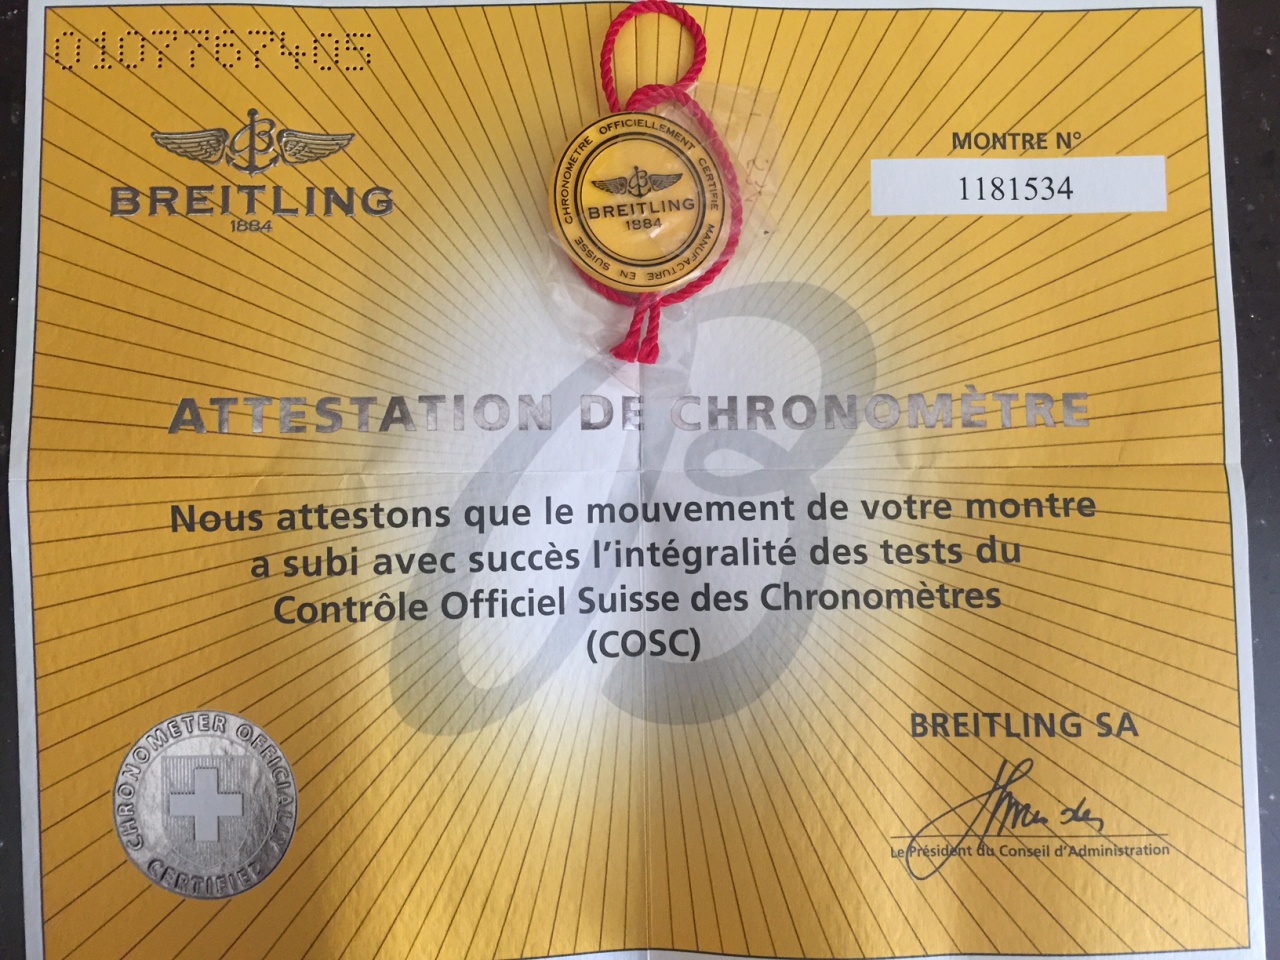 0107767405
BREITLING
1884
CHRONOMETRE OFFICIELLEMENT CERTIFIE MANUFACTURE EN SUISSE
BREITLING
1884
MONTRE N°
1181534
ATTESTATION DE CHRONOMÈTRE
Nous attestons que le mouvement de votre montre
a subi avec succès l'intégralité des tests du
Contrôle Officiel Suisse des Chronomètres
(COSC)
CHRONOMETER OFFICIALLY CERTIFIED
BREITLING SA
Le Président du Conseil d'Administration